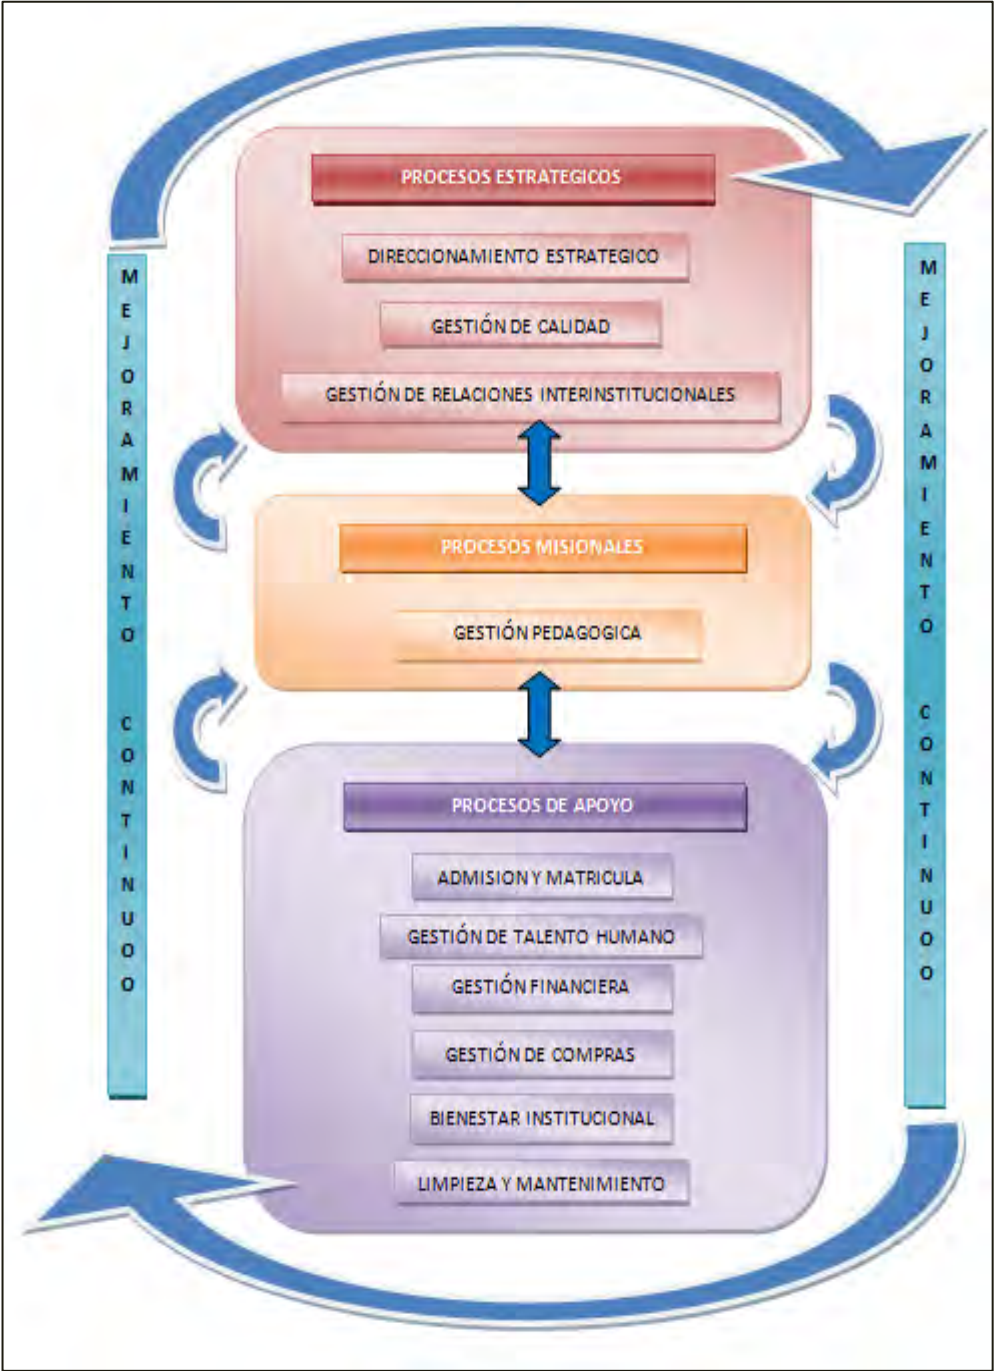 PROCESOS ESTRATEGICOS
DIRECCIONAMIENTO ESTRATEGICO
GESTIÓN DE CALIDAD
GESTIÓN DE RELACIONES INTERINSTITUCIONALES
MEJORAMIENTO CONTINUOO
MEJORAMIENTO CONTINUOO
PROCESOS MISIONALES
GESTIÓN PEDAGOGICA
PROCESOS DE APOYO
ADMISION Y MATRICULA
GESTIÓN DE TALENTO HUMANO
GESTIÓN FINANCIERA
GESTIÓN DE COMPRAS
BIENESTAR INSTITUCIONAL
LIMPIEZA Y MANTENIMIENTO